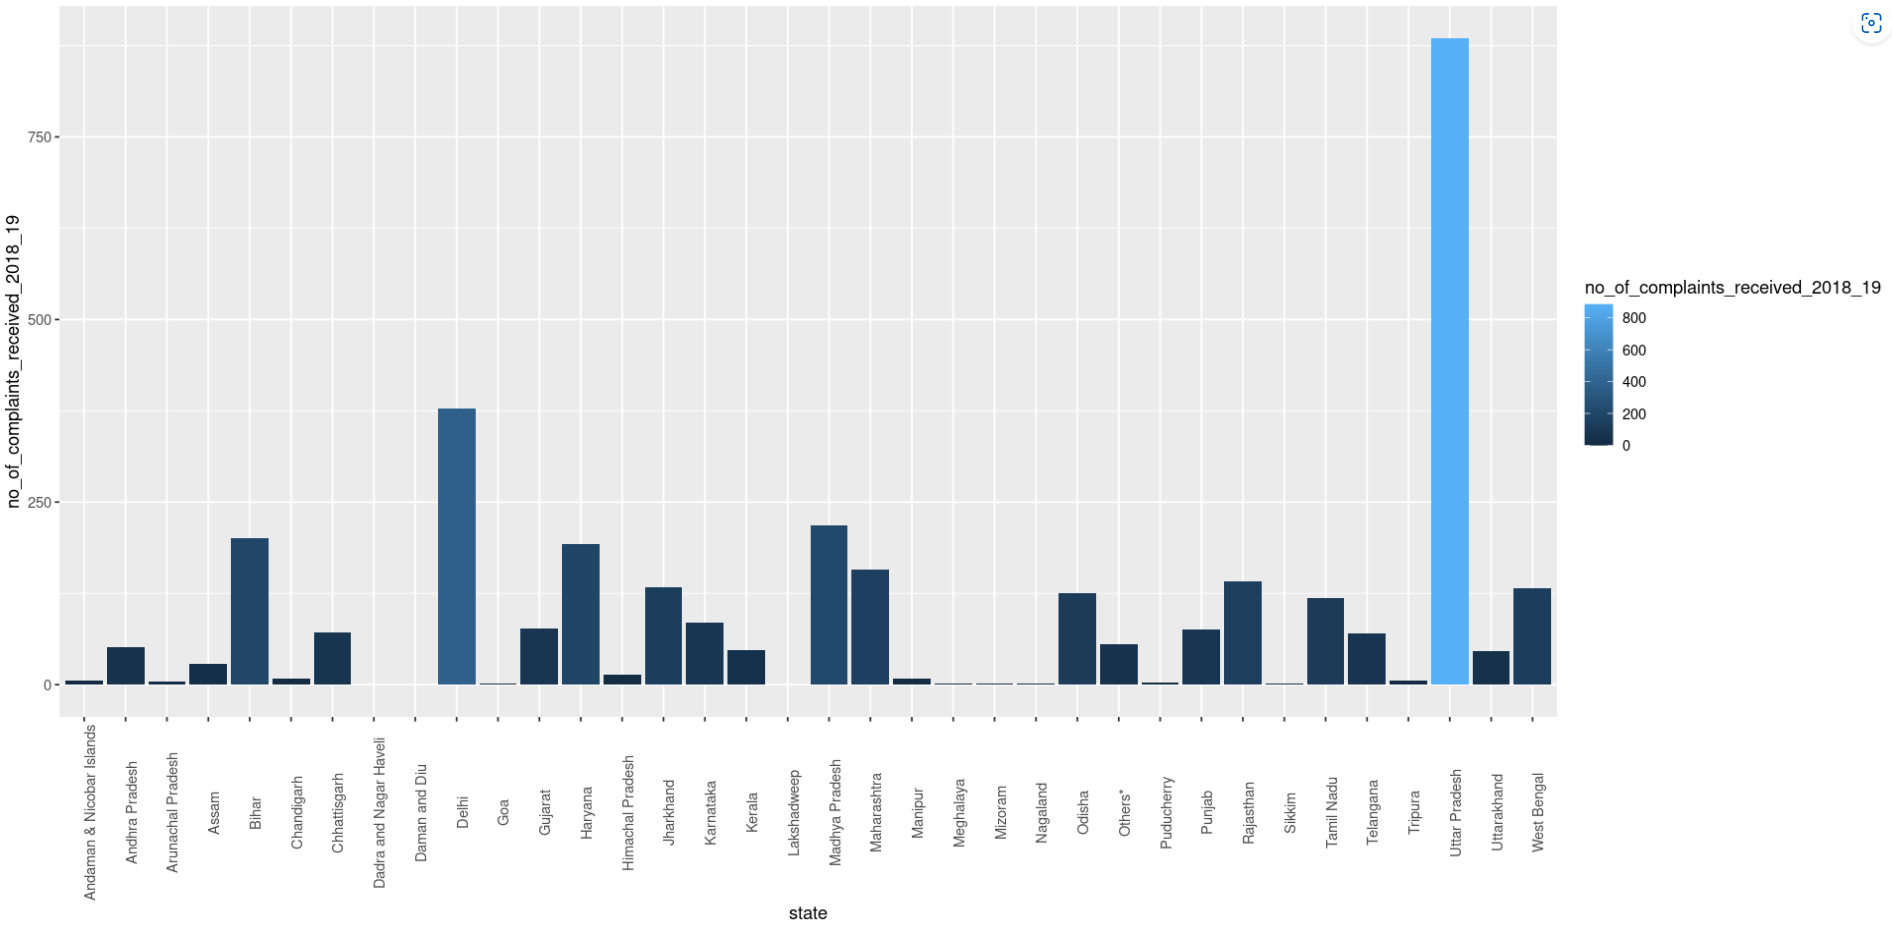 no_of_complaints_received_2018_19
750
500
250
0
Andaman & Nicobar Islands
Andhra Pradesh
Arunachal Pradesh
Assam
Bihar
Chandigarh
Chhattisgarh
Dadra and Nagar Haveli
Daman and Diu
Delhi
Goa
Gujarat
Haryana
Himachal Pradesh
Jharkhand
Karnataka
Kerala
Lakshadweep
Madhya Pradesh
Maharashtra
Manipur
Meghalaya
Mizoram
Nagaland
Odisha
Others*
Puducherry
Punjab
Rajasthan
Sikkim
Tamil Nadu
Telangana
Tripura
Uttar Pradesh
Uttarakhand
West Bengal
state
no_of_complaints_received_2018_19
800
600
400
200
0